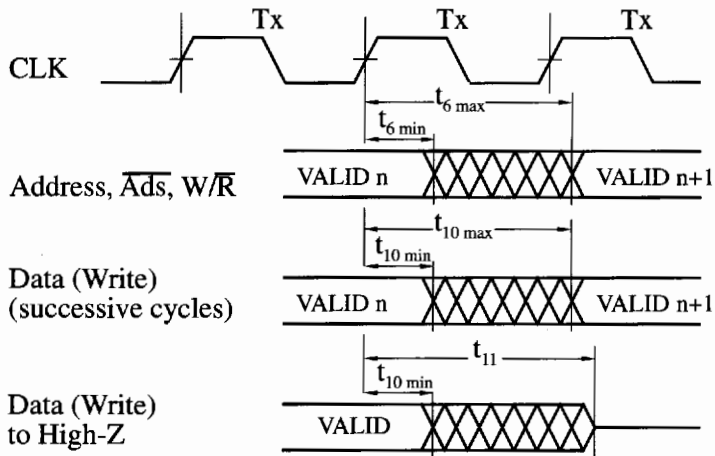 Tx Tx Tx
CLK
t6 max
t6 min
Address, Ads, W/R VALID n VALID n+1
t10 max
t10 min
Data (Write)
(successive cycles) VALID n VALID n+1
t11
t10 min
Data (Write)
to High-Z VALID